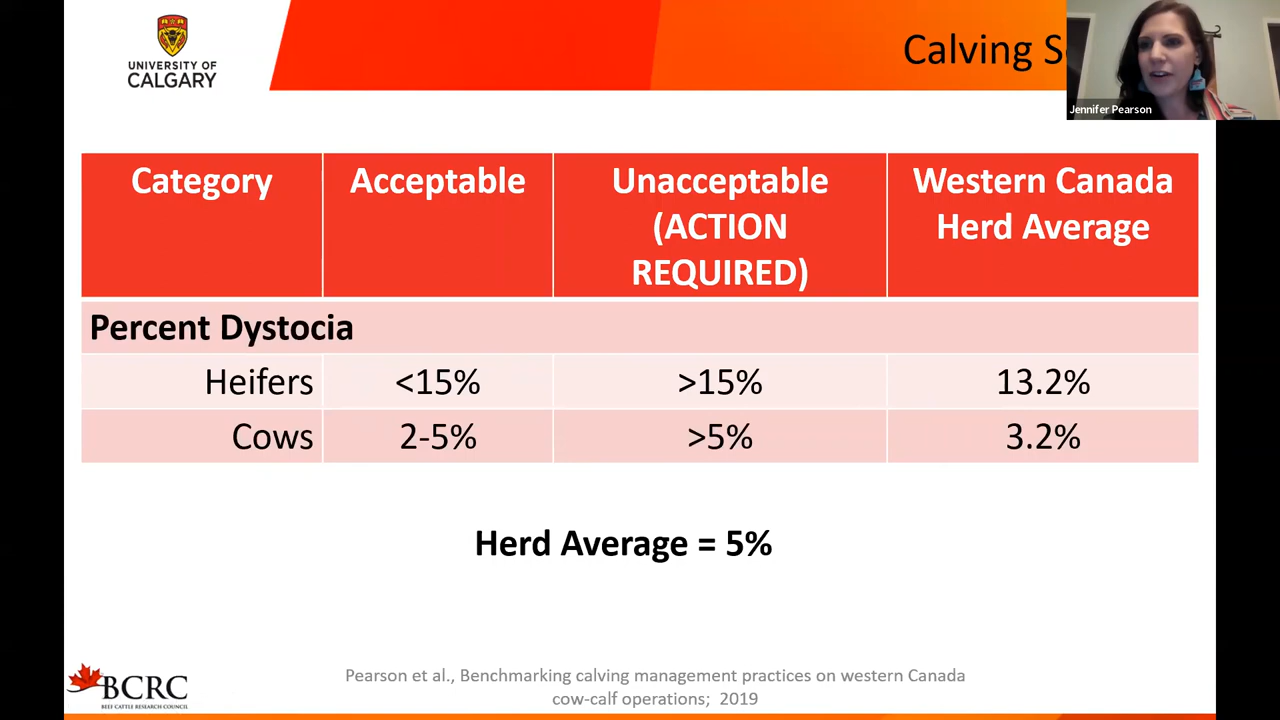 UNIVERSITY OF
CALGARY
Calving S
Jennifer Pearson
Category
Acceptable
Unacceptable
(ACTION
REQUIRED)
Western Canada
Herd Average
Percent Dystocia
Heifers <15% >15% 13.2%
Cows 2-5% >5% 3.2%
Herd Average = 5%
BCRC
BEEF CATTLE RESEARCH COUNCIL
Pearson et al., Benchmarking calving management practices on western Canada
cow-calf operations; 2019